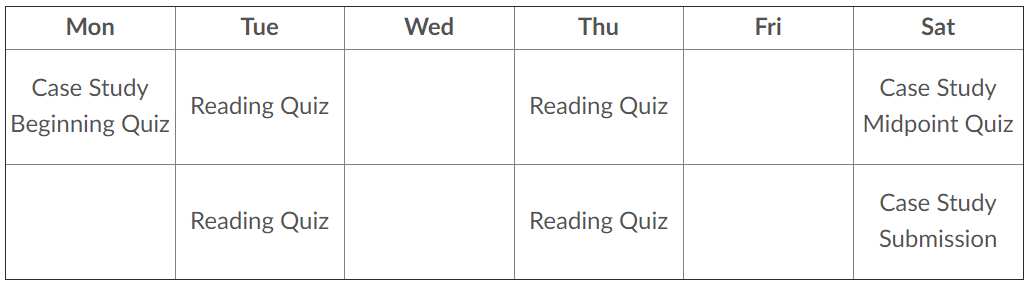 Mon Tue Wed Thu Fri Sat
Case Study
Beginning Quiz
Reading Quiz
Reading Quiz
Case Study
Midpoint Quiz
Reading Quiz
Reading Quiz
Case Study
Submission